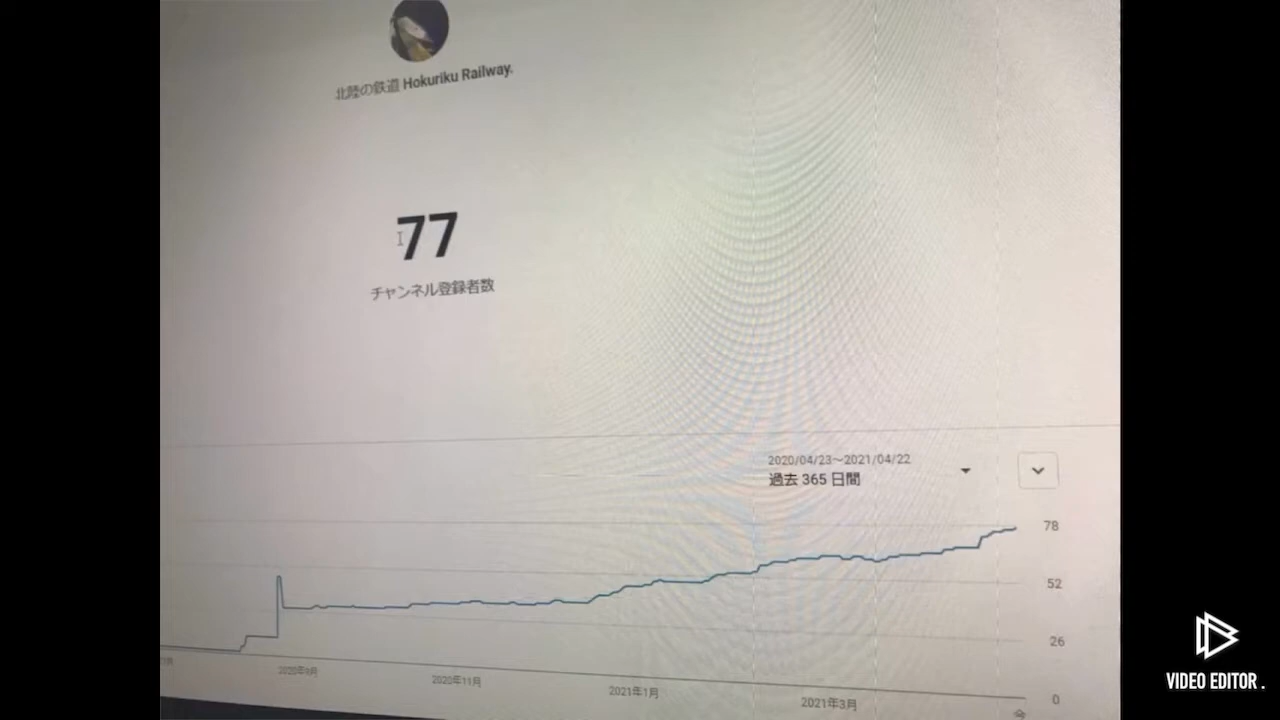 北陸の鉄道 Hokuriku Railway.
77
チャンネル登録者数
2020/04/23～2021/04/22
過去 365 日間
78
52
26
0
2020年9月
2020年11月
2021年1月
2021年3月
今
VIDEO EDITOR .